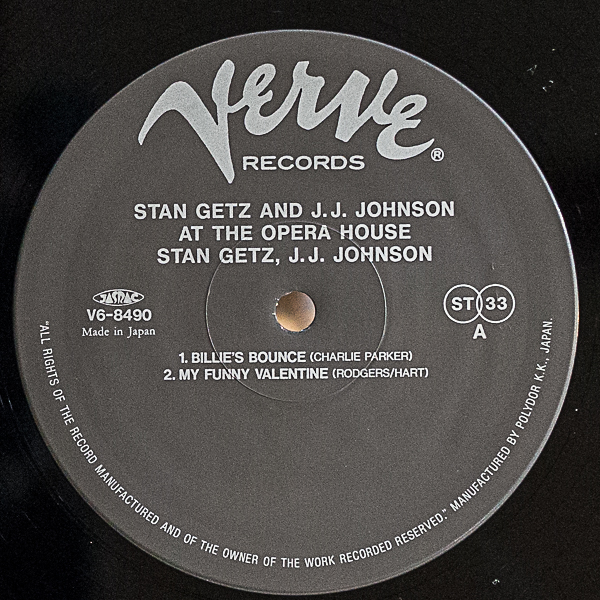 Verve
RECORDS ®
STAN GETZ AND J.J. JOHNSON
AT THE OPERA HOUSE
STAN GETZ, J.J. JOHNSON
JASRAC
V6-8490
Made in Japan
ST 33
A
1. BILLIE'S BOUNCE (CHARLIE PARKER)
2. MY FUNNY VALENTINE (RODGERS/HART)
"ALL RIGHTS OF THE RECORD MANUFACTURED AND OF THE OWNER OF THE WORK RECORDED RESERVED." MANUFACTURED BY POLYDOR K.K., JAPAN.